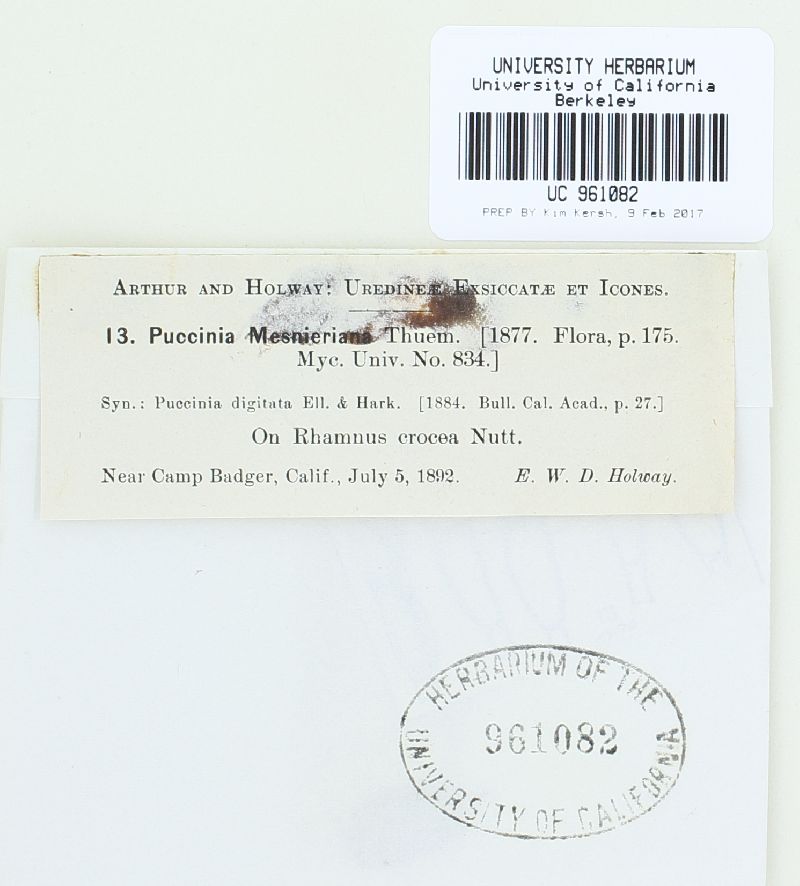 UNIVERSITY HERBARIUM
University of California
Berkeley
UC 961082
PREP BY Kim Kersh, 9 Feb 2017
ARTHUR AND HOLWAY: UREDINEÆ EXSICCATÆ ET ICONES.
13. Puccinia Mesnieriana Thuem. [1877. Flora, p. 175.
Myc. Univ. No. 834.]
Syn.: Puccinia digitata Ell. & Hark. [1884. Bull. Cal. Acad., p. 27.]
On Rhamnus crocea Nutt.
Near Camp Badger, Calif., July 5, 1892. E. W. D. Holway.
HERBARIUM OF THE
961082
UNIVERSITY OF CALIFORNIA